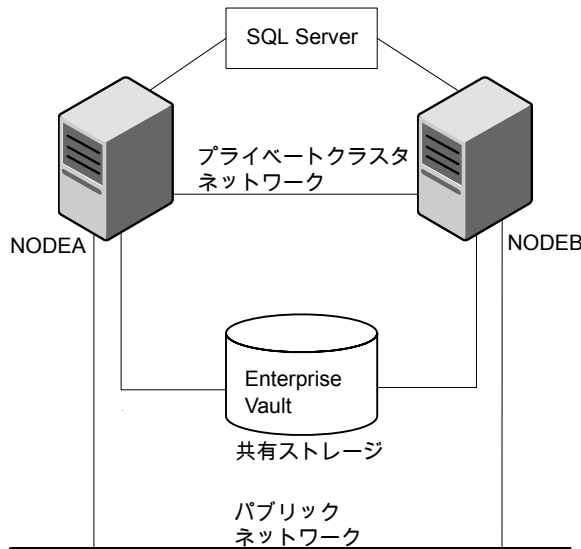 SQL Server
プライベートクラスタ
ネットワーク
NODEA
NODEB
Enterprise
Vault
共有ストレージ
パブリック
ネットワーク